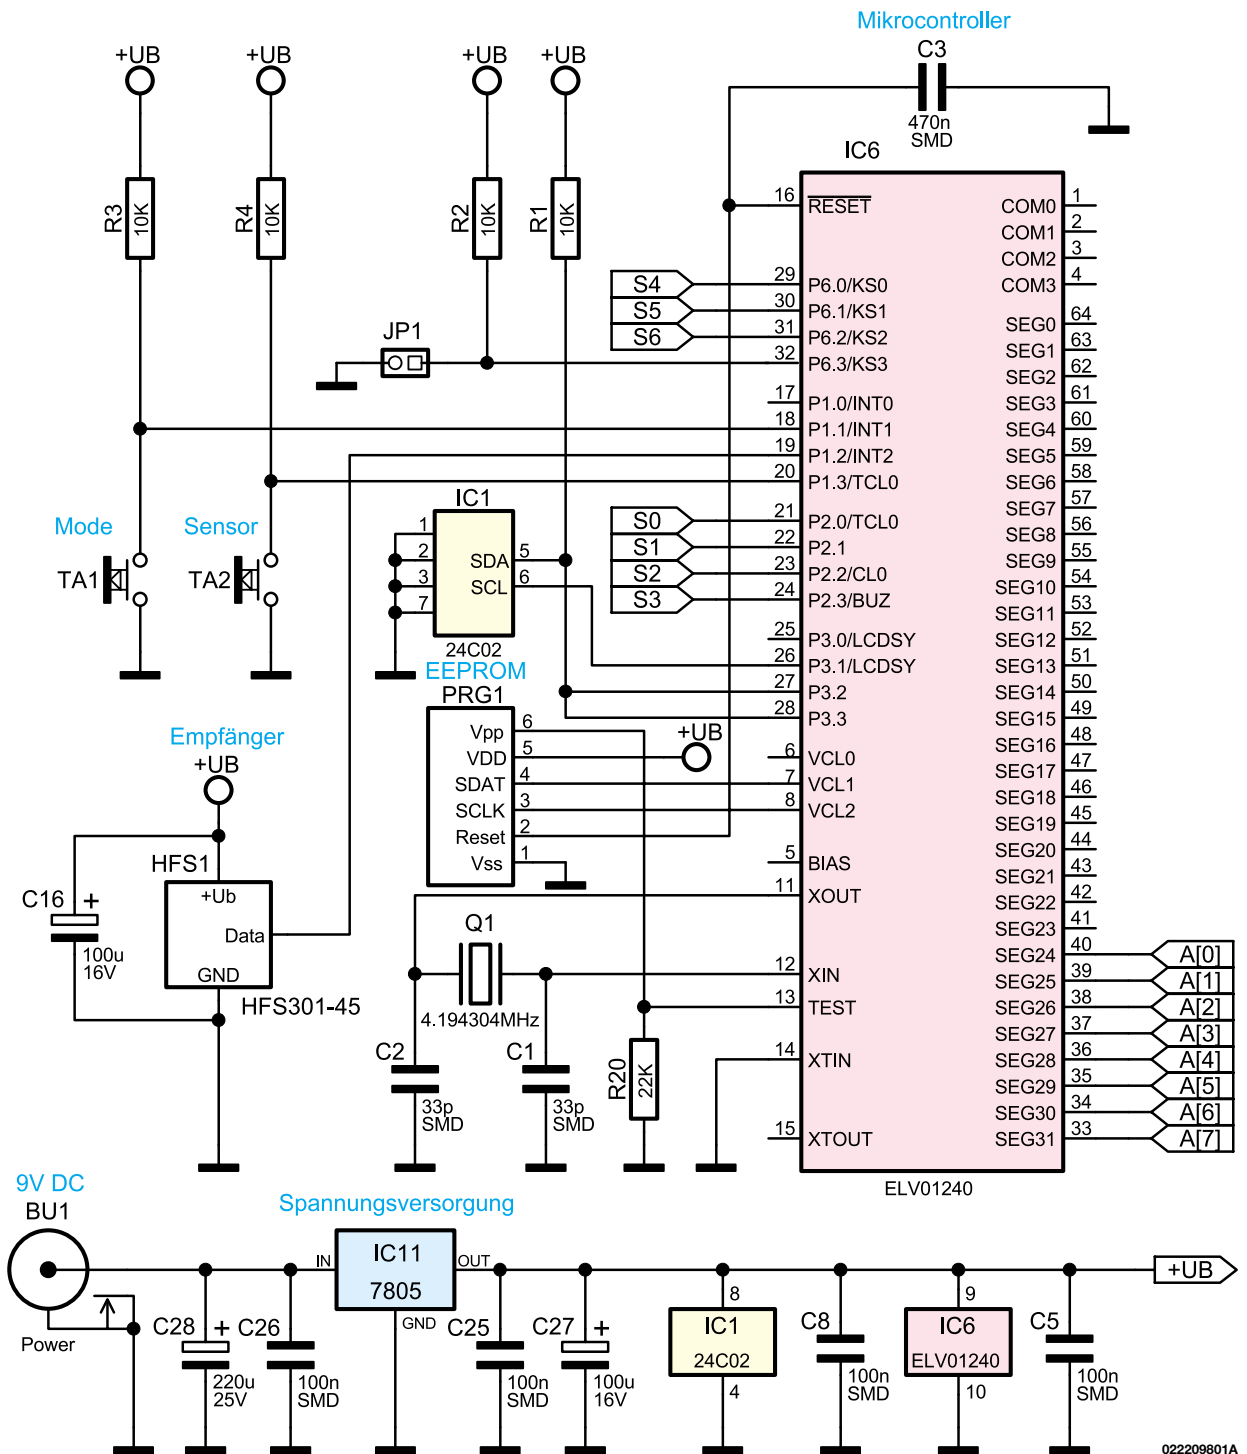 Mikrocontroller
+UB
+UB
+UB
+UB
C3
470n
SMD
IC6
R3
10K
R4
10K
R2
10K
R1
10K
16 RESET
COM0 1
COM1 2
COM2 3
COM3 4
S4 29 P6.0/KS0
S5 30 P6.1/KS1
S6 31 P6.2/KS2
32 P6.3/KS3
JP1
17 P1.0/INT0
18 P1.1/INT1
19 P1.2/INT2
20 P1.3/TCL0
S0 21 P2.0/TCL0
S1 22 P2.1
S2 23 P2.2/CL0
S3 24 P2.3/BUZ
25 P3.0/LCDSY
26 P3.1/LCDSY
27 P3.2
28 P3.3
6 VCL0
7 VCL1
8 VCL2
5 BIAS
11 XOUT
12 XIN
13 TEST
14 XTIN
15 XTOUT
SEG0 64
SEG1 63
SEG2 62
SEG3 61
SEG4 60
SEG5 59
SEG6 58
SEG7 57
SEG8 56
SEG9 55
SEG10 54
SEG11 53
SEG12 52
SEG13 51
SEG14 50
SEG15 49
SEG16 48
SEG17 47
SEG18 46
SEG19 45
SEG20 44
SEG21 43
SEG22 42
SEG23 41
SEG24 40 A[0]
SEG25 39 A[1]
SEG26 38 A[2]
SEG27 37 A[3]
SEG28 36 A[4]
SEG29 35 A[5]
SEG30 34 A[6]
SEG31 33 A[7]
ELV01240
Mode
TA1
Sensor
TA2
IC1
1
2
3
7
SDA 5
SCL 6
24C02
EEPROM
PRG1
Vpp 6
VDD 5
SDAT 4
SCLK 3
Reset 2
Vss 1
+UB
Empfänger
+UB
HFS1
+Ub
Data
GND
HFS301-45
C16 +
100u
16V
Q1
4.194304MHz
C2
33p
SMD
C1
33p
SMD
R20
22K
9V DC
BU1
Power
Spannungsversorgung
IN
IC11
7805
OUT
GND
C28 +
220u
25V
C26
100n
SMD
C25
100n
SMD
C27 +
100u
16V
8
IC1
24C02
4
C8
100n
SMD
9
IC6
ELV01240
10
C5
100n
SMD
+UB
022209801A